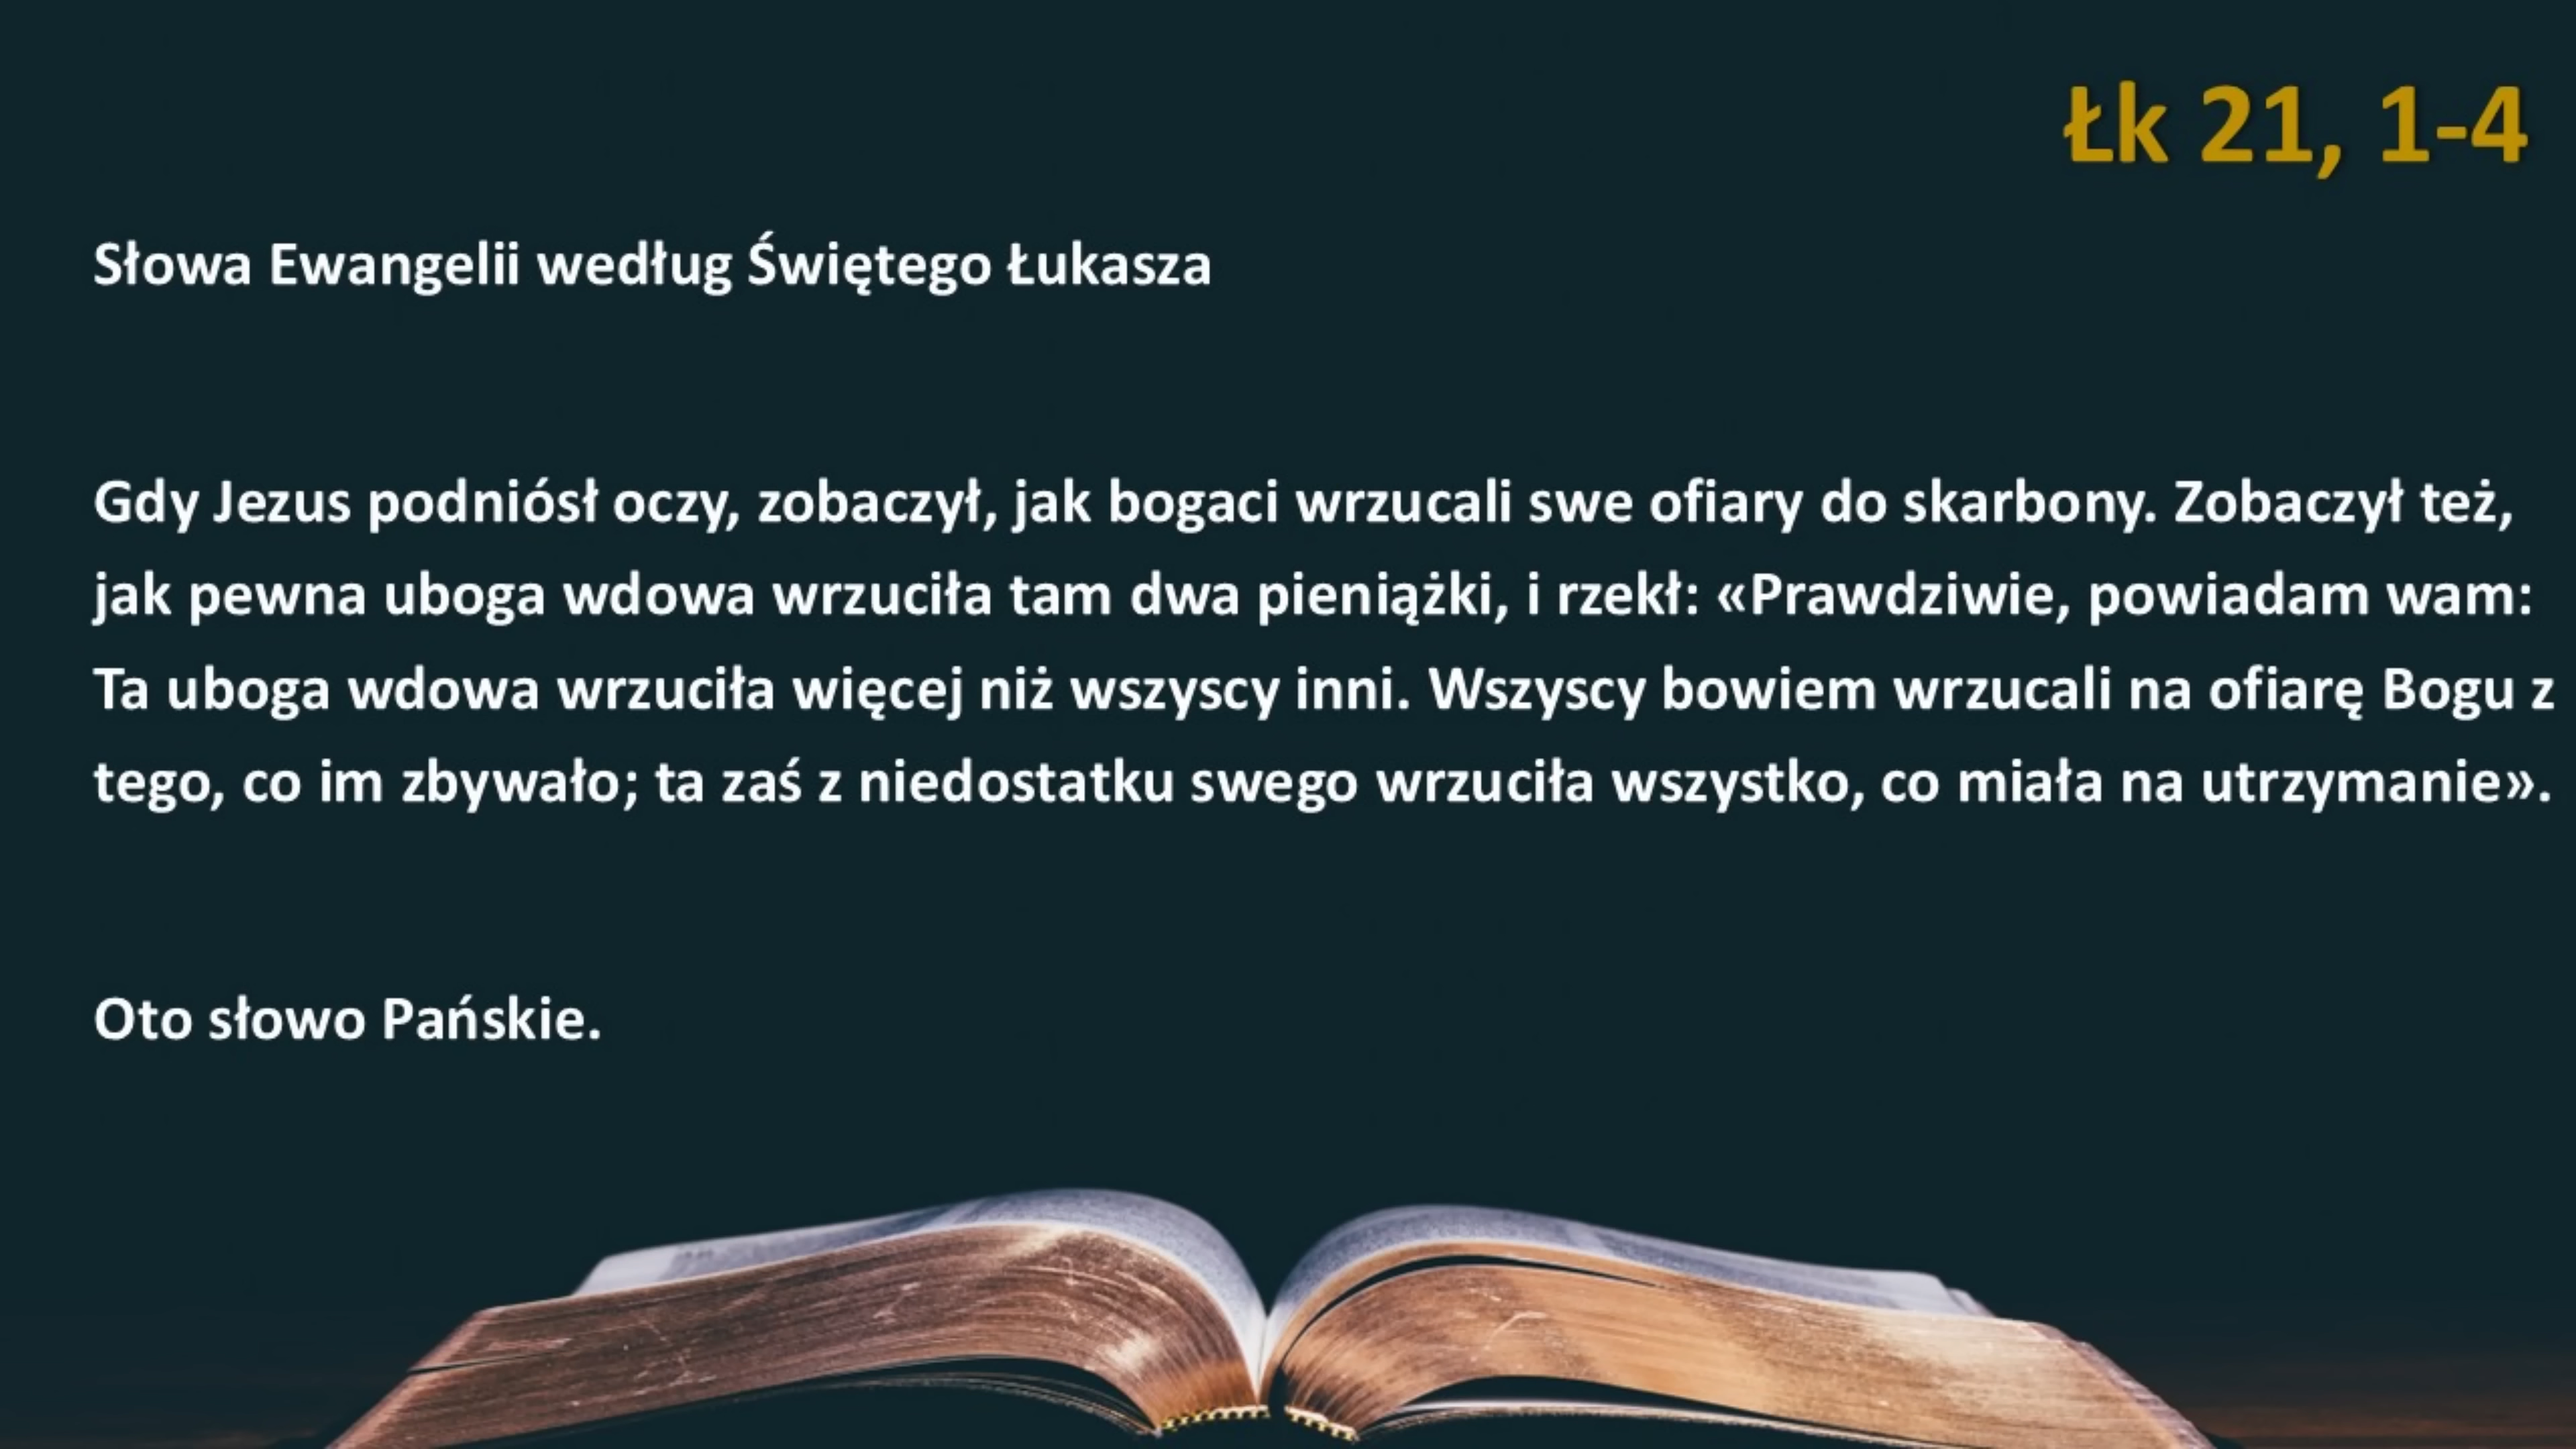 Łk 21, 1-4
Słowa Ewangelii według Świętego Łukasza
Gdy Jezus podniósł oczy, zobaczył, jak bogaci wrzucali swe ofiary do skarbony. Zobaczył też,
jak pewna uboga wdowa wrzuciła tam dwa pieniążki, i rzekł: «Prawdziwie, powiadam wam:
Ta uboga wdowa wrzuciła więcej niż wszyscy inni. Wszyscy bowiem wrzucali na ofiarę Bogu z
tego, co im zbywało; ta zaś z niedostatku swego wrzuciła wszystko, co miała na utrzymanie».
Oto słowo Pańskie.